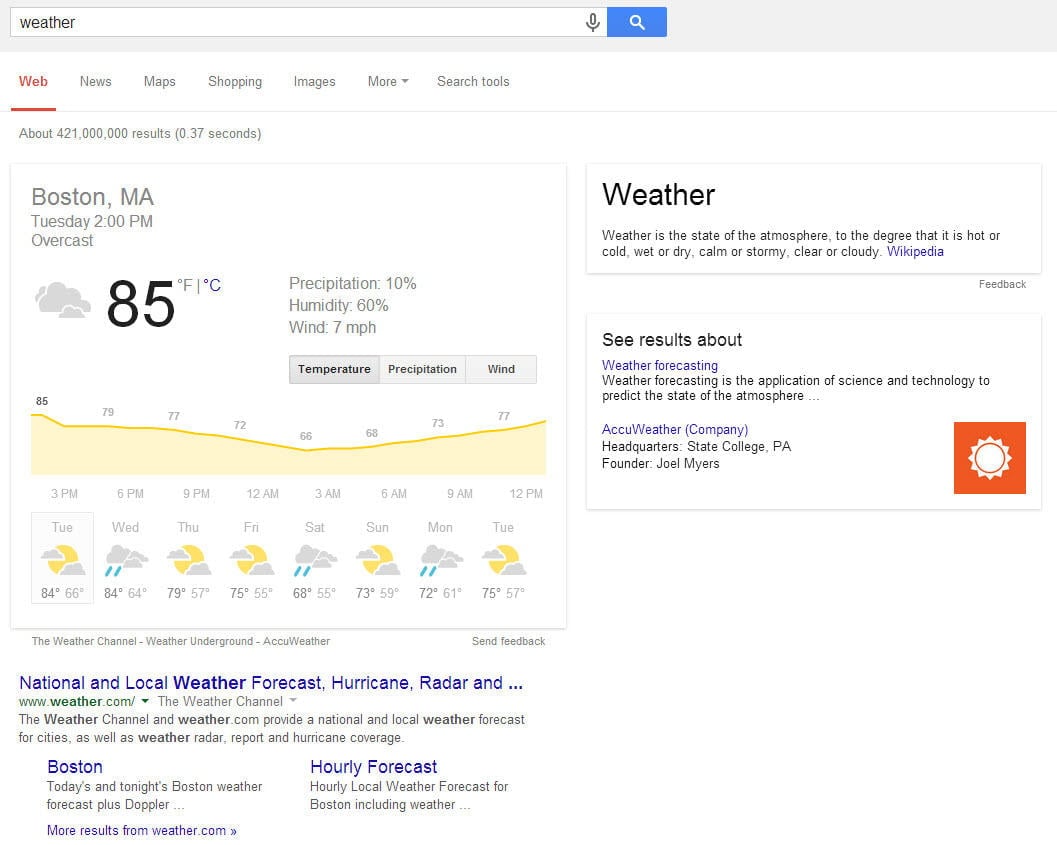 weather
Web News Maps Shopping Images More Search tools
About 421,000,000 results (0.37 seconds)
Boston, MA
Tuesday 2:00 PM
Overcast
85 °F | °C
Precipitation: 10%
Humidity: 60%
Wind: 7 mph
Temperature Precipitation Wind
85 79 77 72 66 68 73 77
3 PM 6 PM 9 PM 12 AM 3 AM 6 AM 9 AM 12 PM
Tue Wed Thu Fri Sat Sun Mon Tue
84° 66° 84° 64° 79° 57° 75° 55° 68° 55° 73° 59° 72° 61° 75° 57°
The Weather Channel - Weather Underground - AccuWeather Send feedback
National and Local Weather Forecast, Hurricane, Radar and ...
www.weather.com/ The Weather Channel
The Weather Channel and weather.com provide a national and local weather forecast
for cities, as well as weather radar, report and hurricane coverage.
Boston
Today's and tonight's Boston weather
forecast plus Doppler ...
Hourly Forecast
Hourly Local Weather Forecast for
Boston including weather ...
More results from weather.com »
Weather
Weather is the state of the atmosphere, to the degree that it is hot or
cold, wet or dry, calm or stormy, clear or cloudy. Wikipedia
Feedback
See results about
Weather forecasting
Weather forecasting is the application of science and technology to
predict the state of the atmosphere ...
AccuWeather (Company)
Headquarters: State College, PA
Founder: Joel Myers